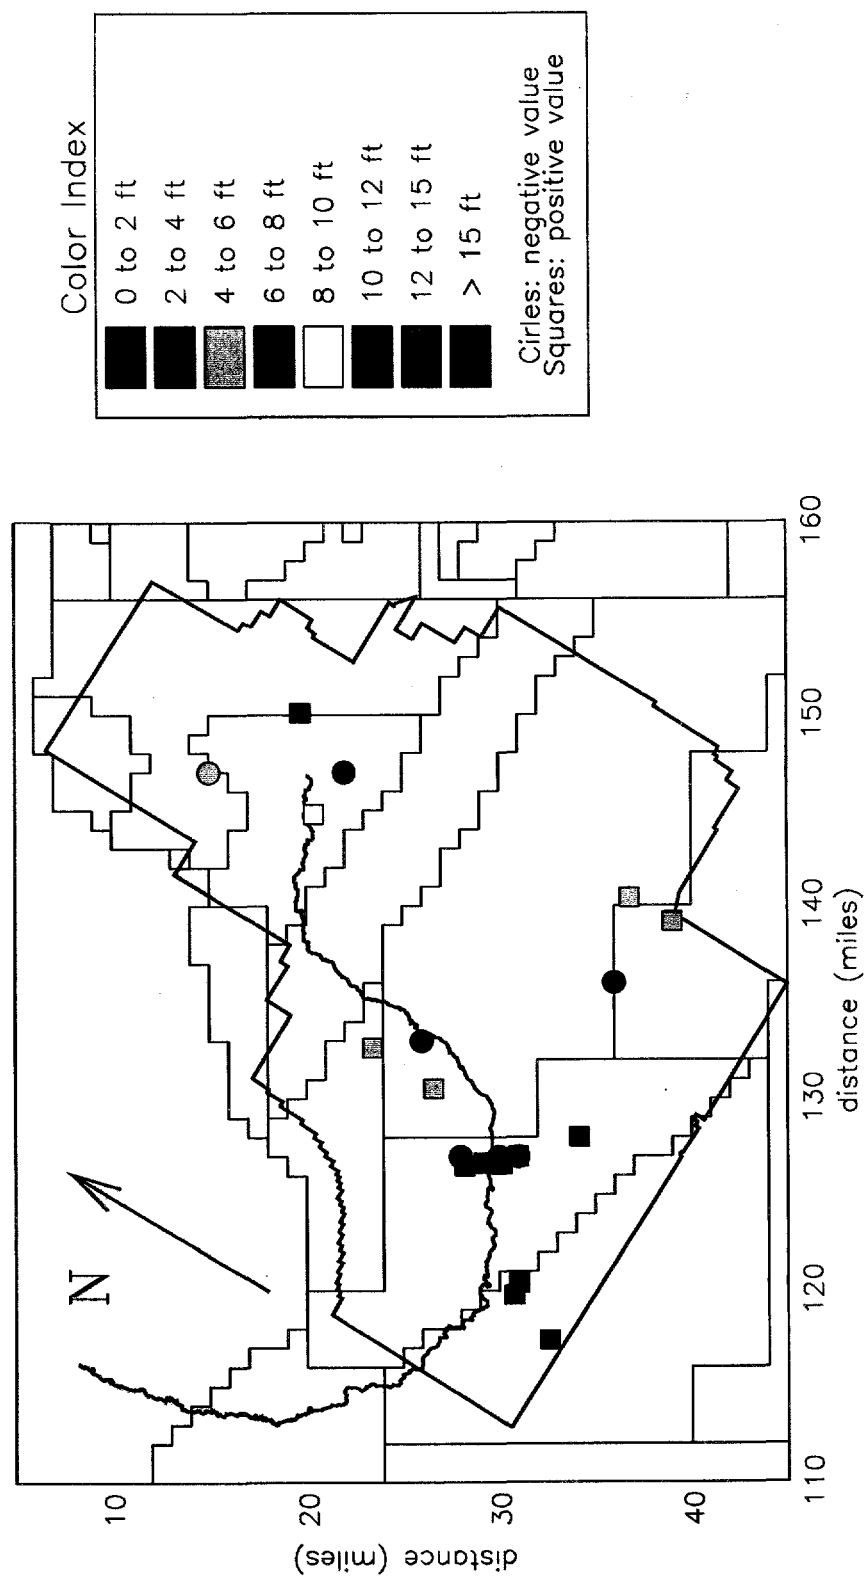 Color Index
0 to 2 ft
2 to 4 ft
4 to 6 ft
6 to 8 ft
8 to 10 ft
10 to 12 ft
12 to 15 ft
> 15 ft
Cirles: negative value
Squares: positive value
N
10
20
30
40
distance (miles)
110
120
130
140
150
160
distance (miles)